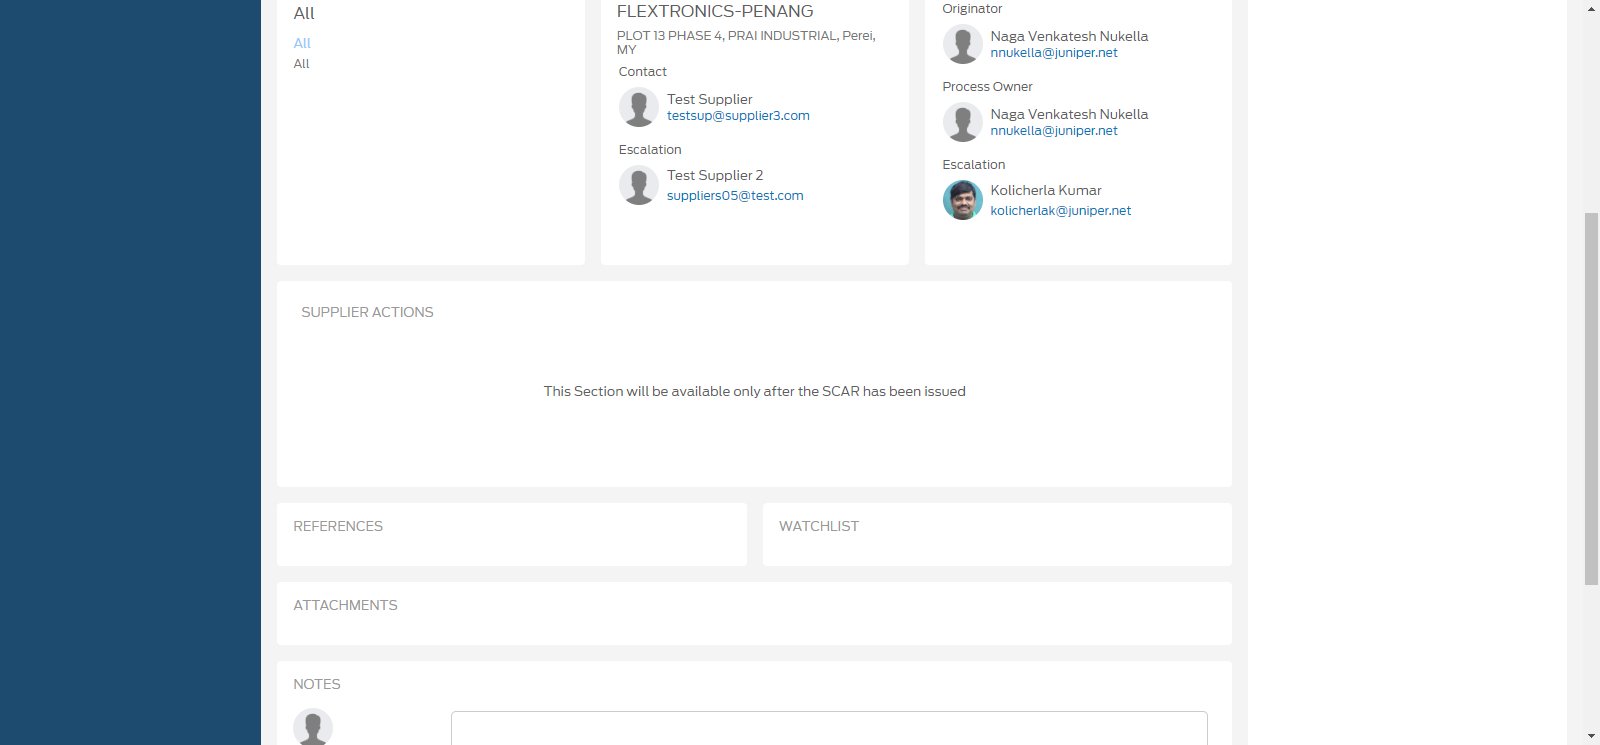 All
All
All
FLEXTRONICS-PENANG
PLOT 13 PHASE 4, PRAI INDUSTRIAL, Perei,
MY
Contact
Test Supplier
testsup@supplier3.com
Escalation
Test Supplier 2
suppliers05@test.com
Originator
Naga Venkatesh Nukella
nnukella@juniper.net
Process Owner
Naga Venkatesh Nukella
nnukella@juniper.net
Escalation
Kolicherla Kumar
kolicherlak@juniper.net
SUPPLIER ACTIONS
This Section will be available only after the SCAR has been issued
REFERENCES
WATCHLIST
ATTACHMENTS
NOTES